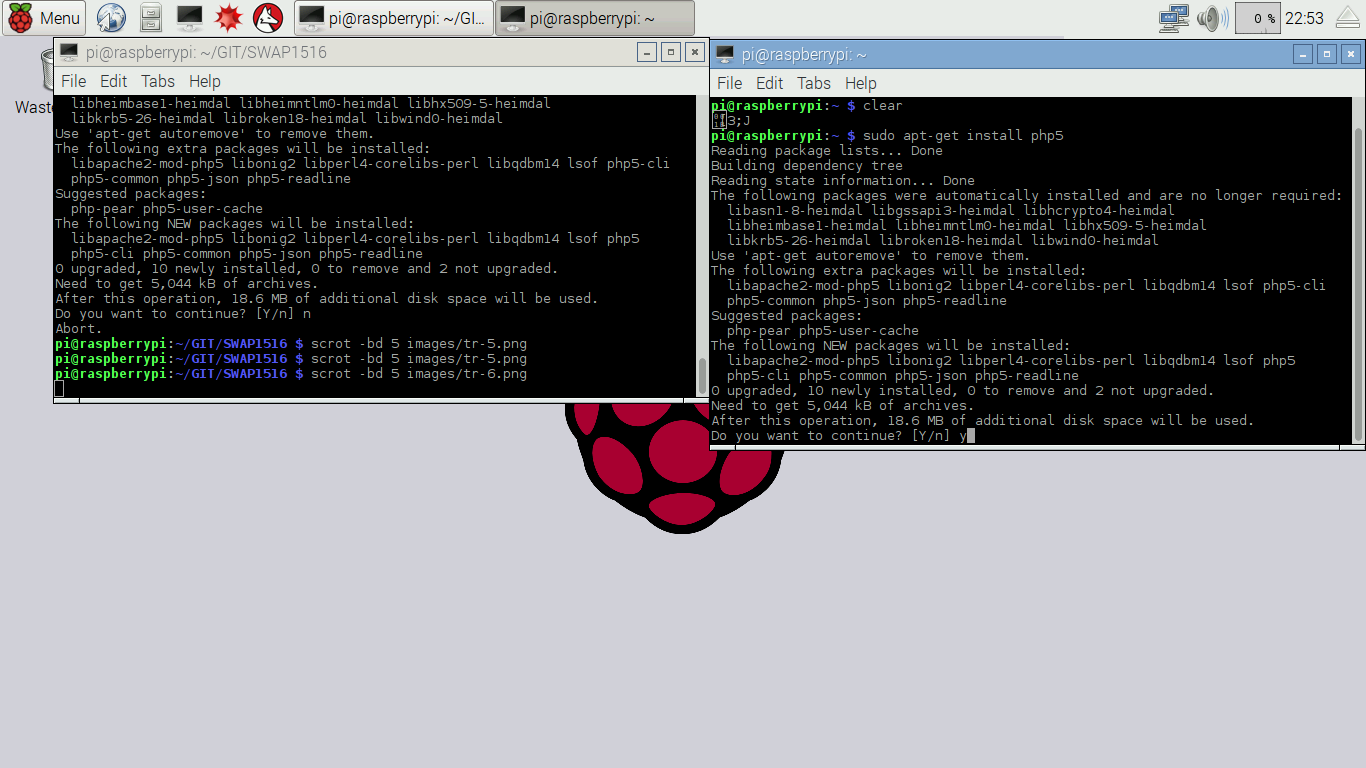 Menu
pi@raspberrypi: ~/GI...
pi@raspberrypi: ~
0 %
22:53
Waste
pi@raspberrypi: ~/GIT/SWAP1516
File Edit Tabs Help
libheimbase1-heimdal libheimntlm0-heimdal libhx509-5-heimdal
libkrb5-26-heimdal libroken18-heimdal libwind0-heimdal
Use 'apt-get autoremove' to remove them.
The following extra packages will be installed:
libapache2-mod-php5 libonig2 libperl4-corelibs-perl libqdbm14 lsof php5-cli
php5-common php5-json php5-readline
Suggested packages:
php-pear php5-user-cache
The following NEW packages will be installed:
libapache2-mod-php5 libonig2 libperl4-corelibs-perl libqdbm14 lsof php5
php5-cli php5-common php5-json php5-readline
0 upgraded, 10 newly installed, 0 to remove and 2 not upgraded.
Need to get 5,044 kB of archives.
After this operation, 18.6 MB of additional disk space will be used.
Do you want to continue? [Y/n] n
Abort.
pi@raspberrypi:~/GIT/SWAP1516 $ scrot -bd 5 images/tr-5.png
pi@raspberrypi:~/GIT/SWAP1516 $ scrot -bd 5 images/tr-5.png
pi@raspberrypi:~/GIT/SWAP1516 $ scrot -bd 5 images/tr-6.png
pi@raspberrypi: ~
File Edit Tabs Help
pi@raspberrypi:~ $ clear
3;J
pi@raspberrypi:~ $ sudo apt-get install php5
Reading package lists... Done
Building dependency tree
Reading state information... Done
The following packages were automatically installed and are no longer required:
libasn1-8-heimdal libgssapi3-heimdal libhcrypto4-heimdal
libheimbase1-heimdal libheimntlm0-heimdal libhx509-5-heimdal
libkrb5-26-heimdal libroken18-heimdal libwind0-heimdal
Use 'apt-get autoremove' to remove them.
The following extra packages will be installed:
libapache2-mod-php5 libonig2 libperl4-corelibs-perl libqdbm14 lsof php5-cli
php5-common php5-json php5-readline
Suggested packages:
php-pear php5-user-cache
The following NEW packages will be installed:
libapache2-mod-php5 libonig2 libperl4-corelibs-perl libqdbm14 lsof php5
php5-cli php5-common php5-json php5-readline
0 upgraded, 10 newly installed, 0 to remove and 2 not upgraded.
Need to get 5,044 kB of archives.
After this operation, 18.6 MB of additional disk space will be used.
Do you want to continue? [Y/n] y